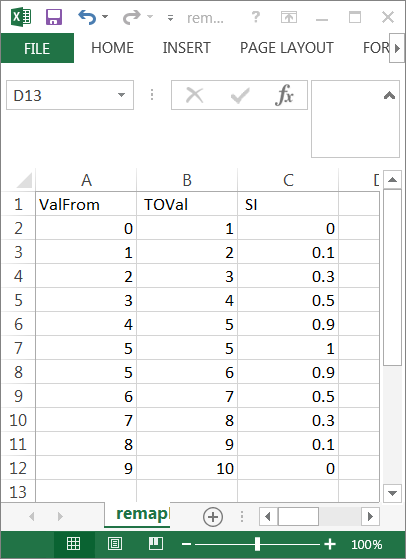 rem... ?
FILE HOME INSERT PAGE LAYOUT FOR
D13 fx
A B C
1 ValFrom TOVal SI
2 0 1 0
3 1 2 0.1
4 2 3 0.3
5 3 4 0.5
6 4 5 0.9
7 5 5 1
8 5 6 0.9
9 6 7 0.5
10 7 8 0.3
11 8 9 0.1
12 9 10 0
13
remap
100%